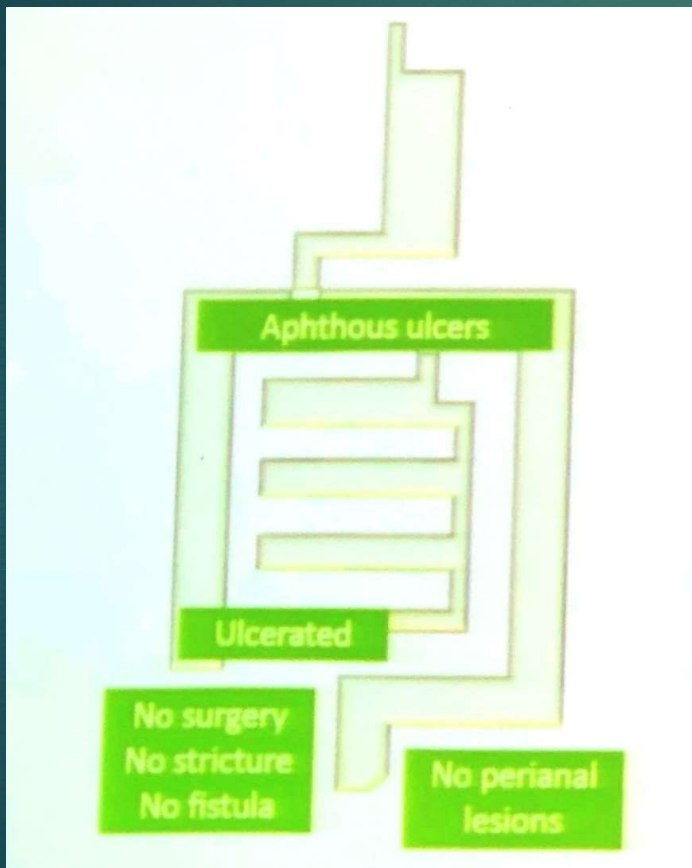 Aphthous ulcers
Ulcerated
No surgery
No stricture
No fistula
No perianal
lesions